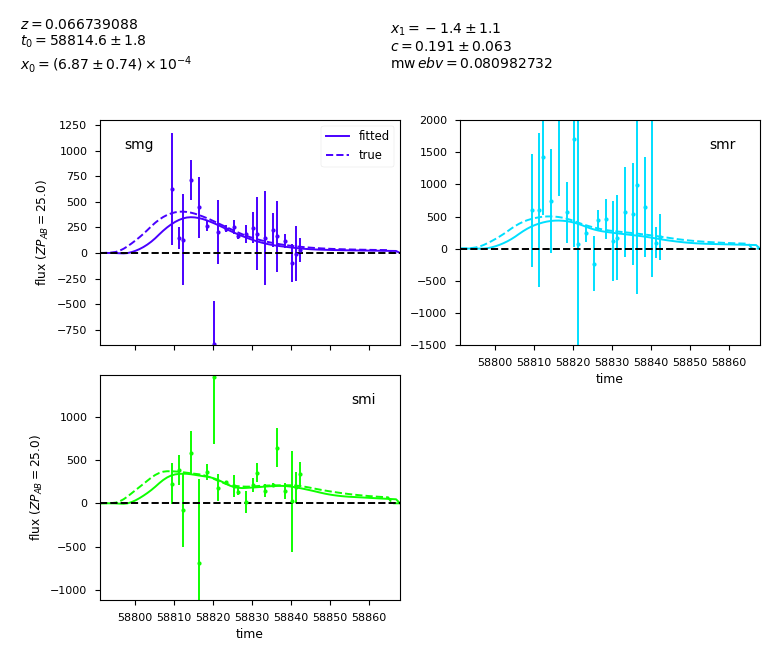 z = 0.066739088
t₀ = 58814.6 ± 1.8
x₀ = (6.87 ± 0.74) × 10⁻⁴
x₁ = −1.4 ± 1.1
c = 0.191 ± 0.063
mw ebv = 0.080982732
smg
fitted
true
1250
1000
750
500
250
0
−250
−500
−750
flux (ZP_AB = 25.0)
smr
2000
1500
1000
500
0
−500
−1000
−1500
58800 58810 58820 58830 58840 58850 58860
time
smi
1000
500
0
−500
−1000
flux (ZP_AB = 25.0)
58800 58810 58820 58830 58840 58850 58860
time